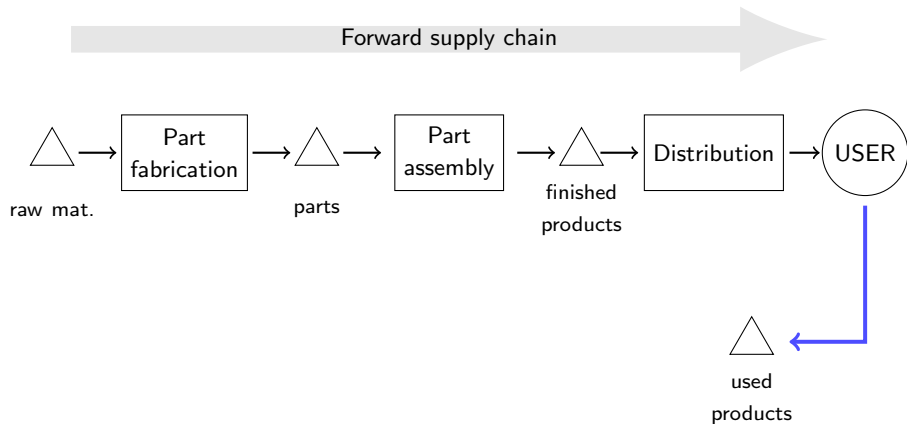 Forward supply chain
raw mat.
Part
fabrication
parts
Part
assembly
finished
products
Distribution
USER
used
products